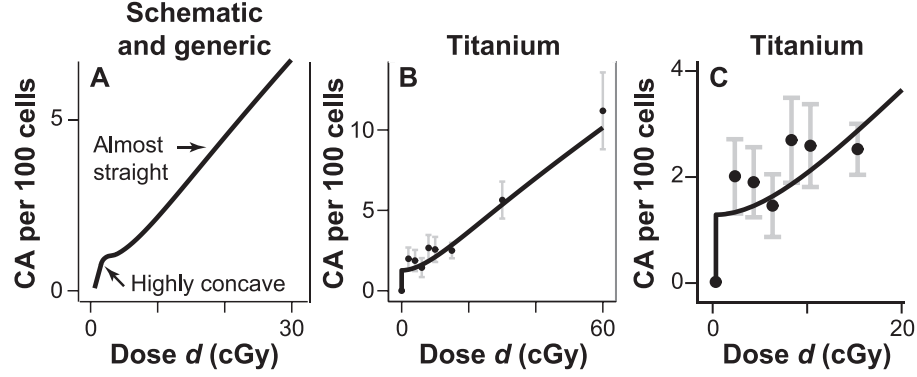 Schematic
and generic
A
CA per 100 cells
5
0
Almost
straight
Highly concave
0
30
Dose d (cGy)
Titanium
B
CA per 100 cells
10
5
0
0
60
Dose d (cGy)
Titanium
C
CA per 100 cells
4
2
0
0
20
Dose d (cGy)